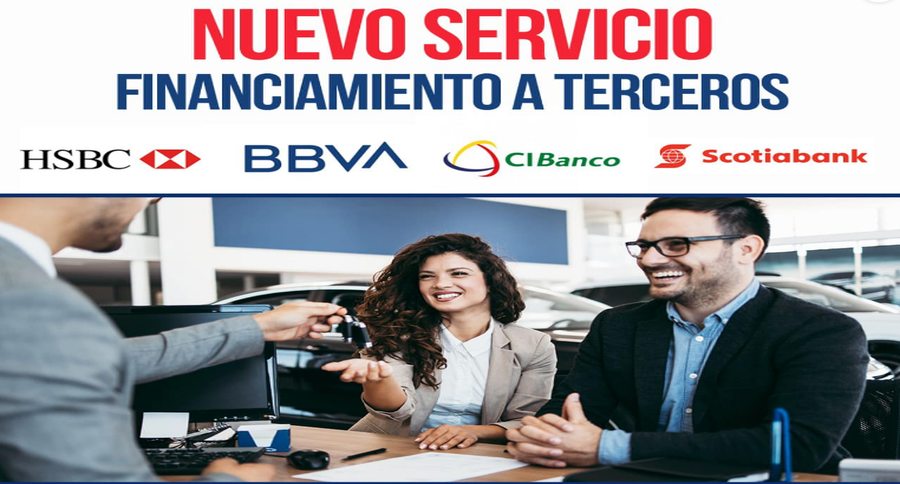 NUEVO SERVICIO
FINANCIAMIENTO A TERCEROS
HSBC BBVA CIBanco Scotiabank